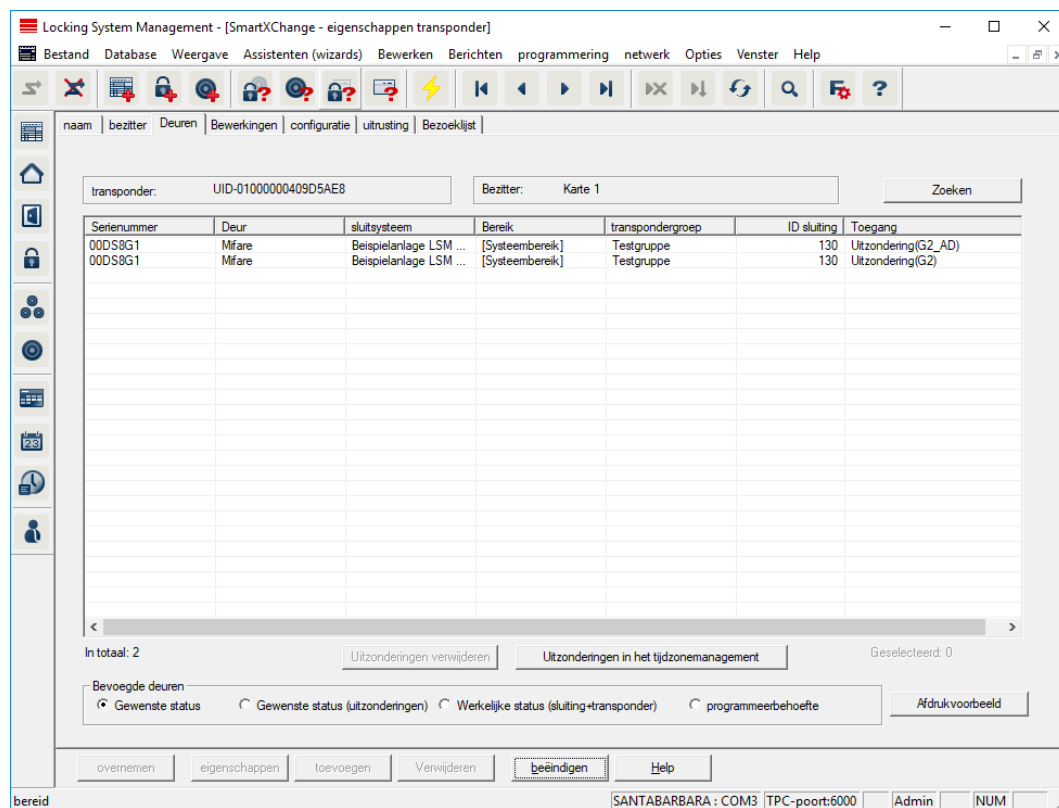 Locking System Management - [SmartXChange - eigenschappen transponder]
Bestand Database Weergave Assistenten (wizards) Bewerken Berichten programmering netwerk Opties Venster Help
naam bezitter Deuren Bewerkingen configuratie uitrusting Bezoeklijst
transponder: UID-01000000409D5AE8 Bezitter: Karte 1 Zoeken
Serienummer Deur sluitsysteem Bereik transpondergroep ID sluiting Toegang
00DS8G1 Mifare Beispielanlage LSM ... [Systeembereik] Testgruppe 130 Uitzondering(G2_AD)
00DS8G1 Mifare Beispielanlage LSM ... [Systeembereik] Testgruppe 130 Uitzondering(G2)
23
In totaal: 2 Uitzonderingen verwijderen Uitzonderingen in het tijdzonemanagement Geselecteerd: 0
Bevoegde deuren
Gewenste status Gewenste status (uitzonderingen) Werkelijke status (sluiting+transponder) programmeerbehoefte Afdrukvoorbeeld
overnemen eigenschappen toevoegen Verwijderen beëindigen Help
bereid SANTABARBARA : COM3 TPC-poort:6000 Admin NUM